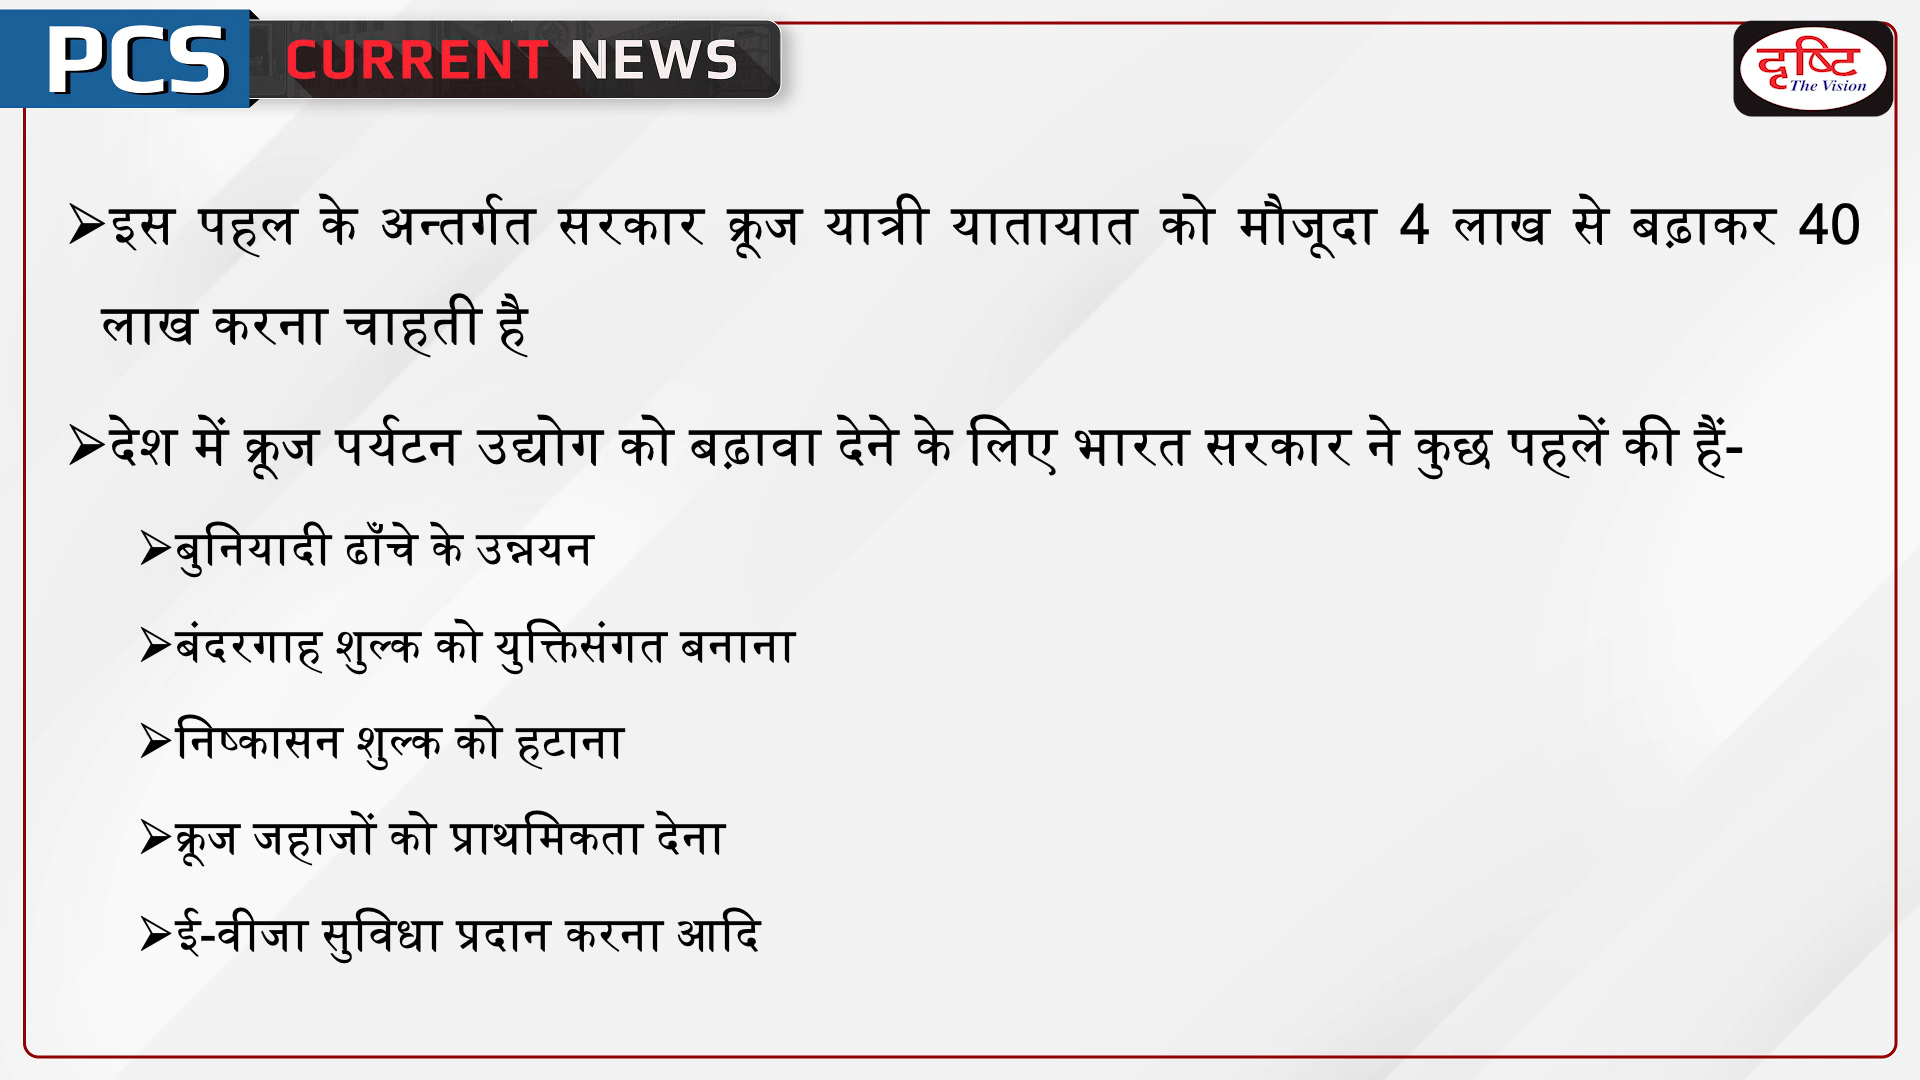 PCS CURRENT NEWS
दृष्टि
The Vision
➢इस पहल के अन्तर्गत सरकार क्रूज यात्री यातायात को मौजूदा 4 लाख से बढ़ाकर 40
लाख करना चाहती है
➢देश में क्रूज पर्यटन उद्योग को बढ़ावा देने के लिए भारत सरकार ने कुछ पहलें की हैं-
➢बुनियादी ढाँचे के उन्नयन
➢बंदरगाह शुल्क को युक्तिसंगत बनाना
➢निष्कासन शुल्क को हटाना
➢क्रूज जहाजों को प्राथमिकता देना
➢ई-वीजा सुविधा प्रदान करना आदि